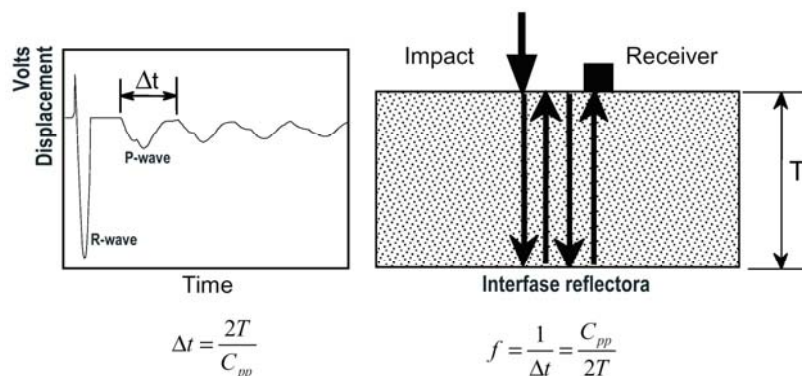 Volts
Displacement
Δt
P-wave
R-wave
Time
Impact
Receiver
T
Interfase reflectora
Δt = 2T / C_pp
f = 1 / Δt = C_pp / 2T